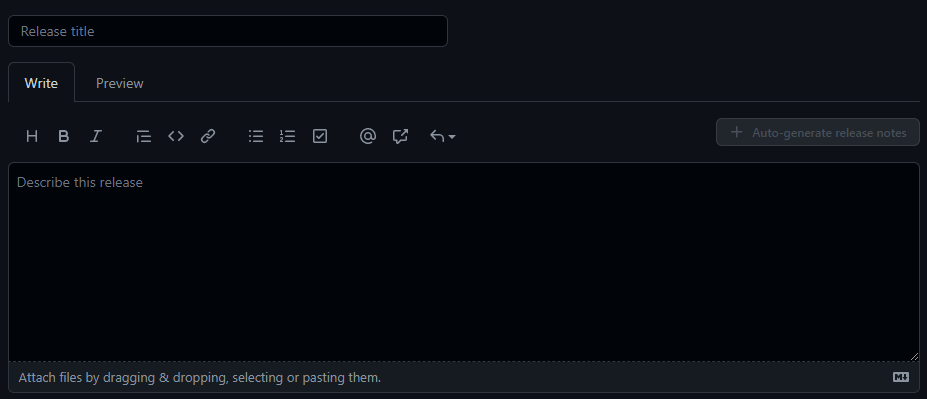 Release title
Write Preview
H B I @ Auto-generate release notes
Describe this release
Attach files by dragging & dropping, selecting or pasting them.